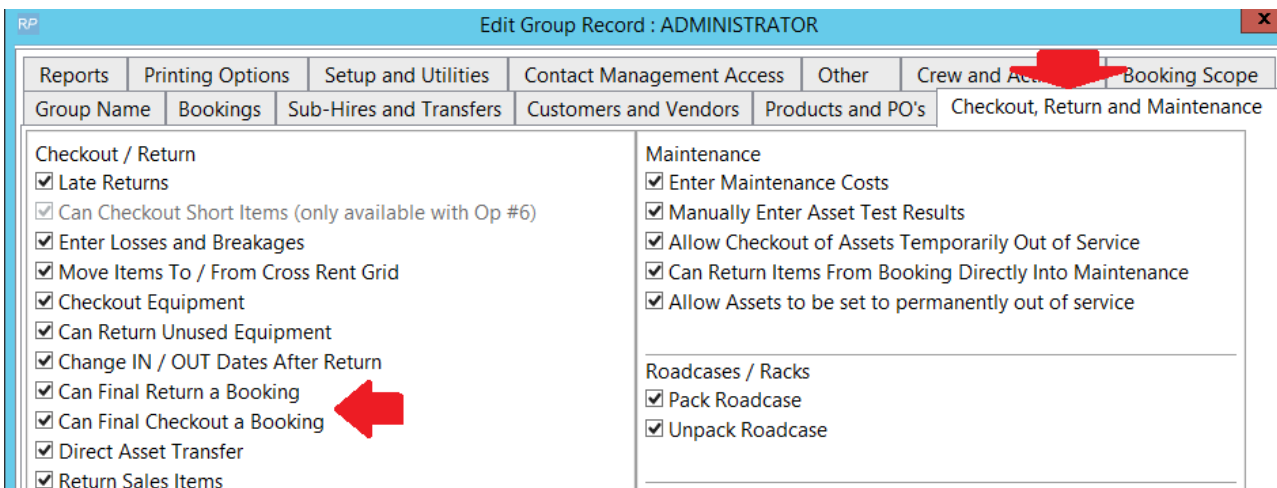 RP
Edit Group Record : ADMINISTRATOR
x
Reports
Printing Options
Setup and Utilities
Contact Management Access
Other
Crew and
Booking Scope
Group Name
Bookings
Sub-Hires and Transfers
Customers and Vendors
Products and PO's
Checkout, Return and Maintenance
Checkout / Return
Late Returns
Can Checkout Short Items (only available with Op #6)
Enter Losses and Breakages
Move Items To / From Cross Rent Grid
Checkout Equipment
Can Return Unused Equipment
Change IN / OUT Dates After Return
Can Final Return a Booking
Can Final Checkout a Booking
Direct Asset Transfer
Return Sales Items
Maintenance
Enter Maintenance Costs
Manually Enter Asset Test Results
Allow Checkout of Assets Temporarily Out of Service
Can Return Items From Booking Directly Into Maintenance
Allow Assets to be set to permanently out of service
Roadcases / Racks
Pack Roadcase
Unpack Roadcase